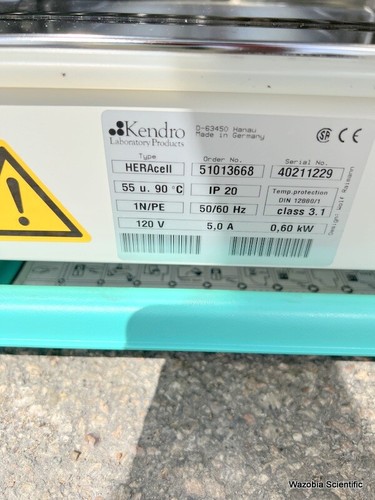 Kendro
Laboratory Products
D-63450 Hanau
Made in Germany
SR CE
Type Order No. Serial No.
HERAcell 51013668 40211229
55 u. 90 °C IP 20 Temp.protection
DIN 12880/1
1N/PE 50/60 Hz class 3.1
120 V 5,0 A 0,60 kW
Wazobia Scientific